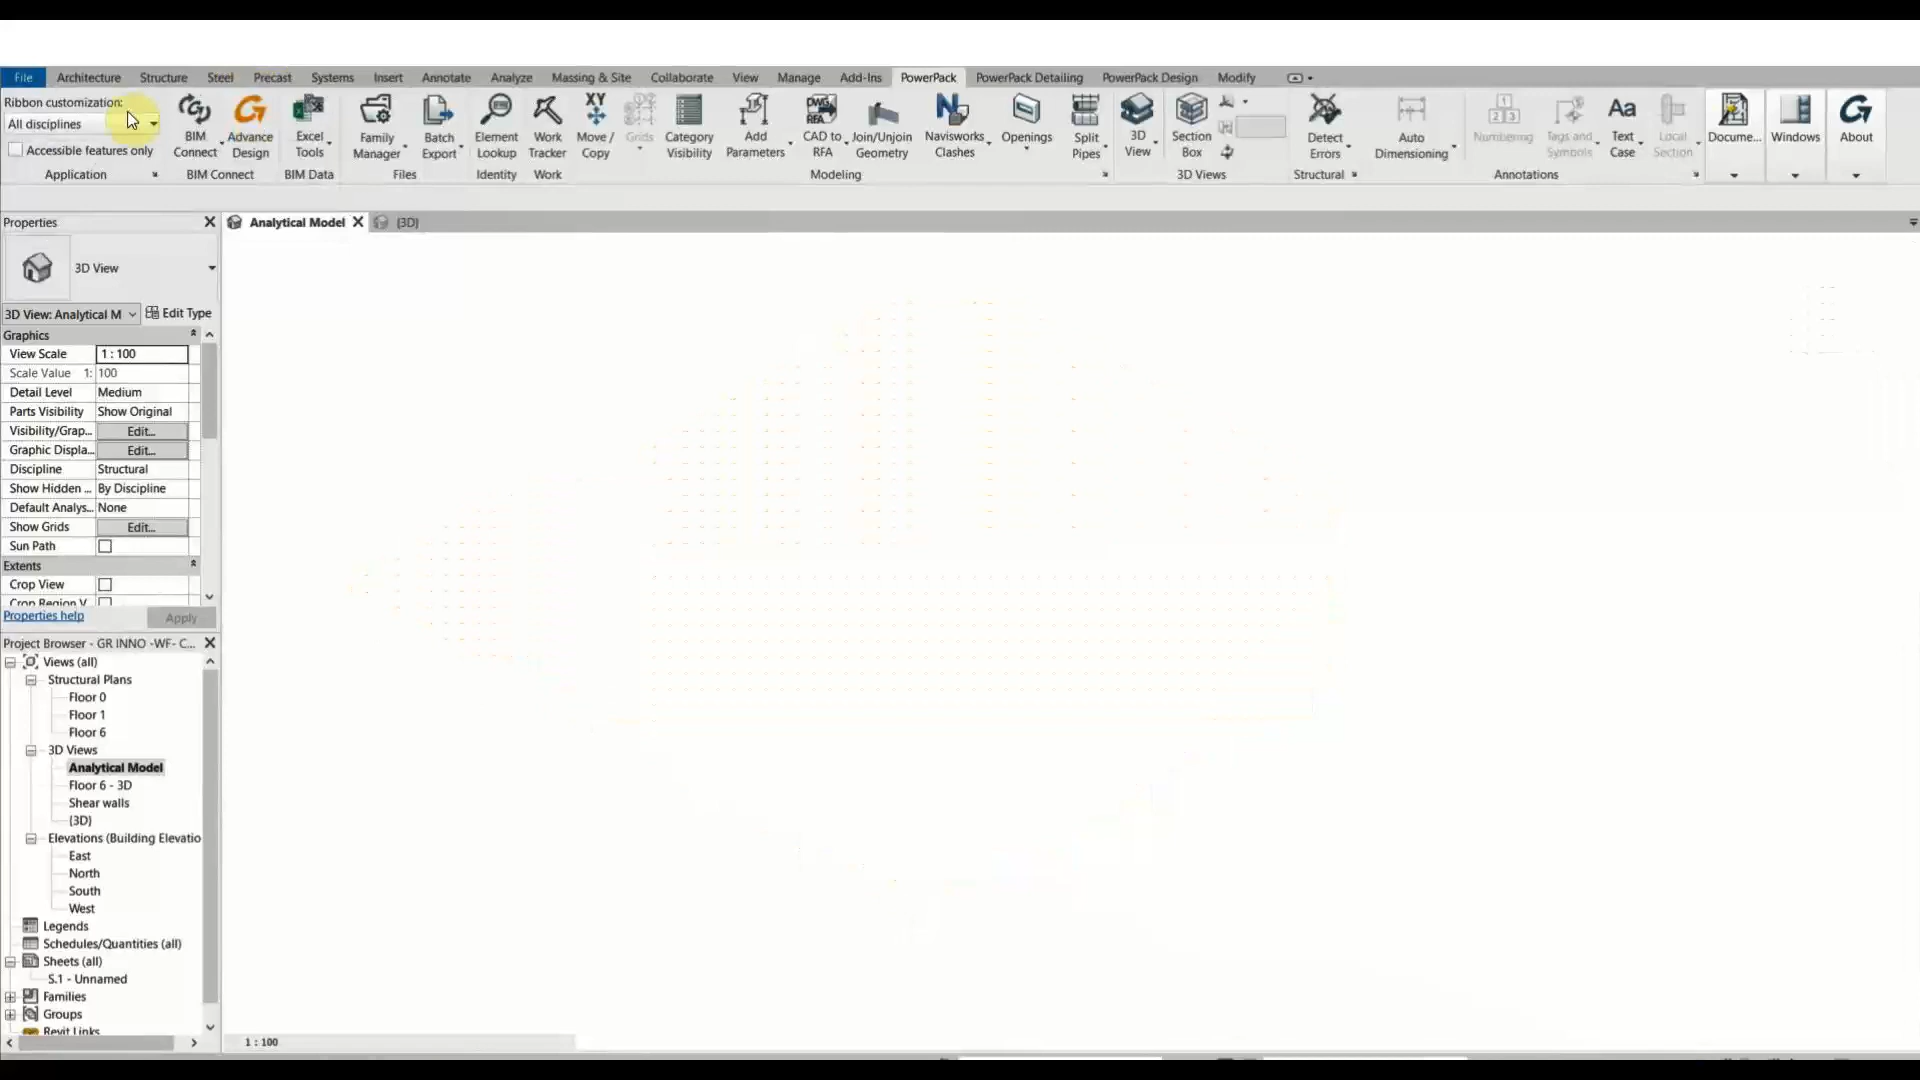 File Architecture Structure Steel Precast Systems Insert Annotate Analyze Massing & Site Collaborate View Manage Add-Ins PowerPack PowerPack Detailing PowerPack Design Modify
Ribbon customization:
All disciplines
Accessible features only
Application
BIM Connect
Advance Design
BIM Connect
Excel Tools
BIM Data
Family Manager
Batch Export
Files
Element Lookup
Identity
Work Tracker
Work
XY
Move / Copy
Grids
Category Visibility
Add Parameters
DWG
RFA
CAD to RFA
Join/Unjoin Geometry
Navisworks Clashes
Openings
Split Pipes
Modeling
3D View
Section Box
3D Views
Detect Errors
Structural
Auto Dimensioning
1
2 3
Numbering
Tags and Symbols
Aa
Text Case
Local Section
Annotations
Docume...
Windows
About
Properties
Analytical Model
(3D)
3D View
3D View: Analytical M
Edit Type
Graphics
View Scale 1 : 100
Scale Value 1: 100
Detail Level Medium
Parts Visibility Show Original
Visibility/Grap... Edit...
Graphic Displa... Edit...
Discipline Structural
Show Hidden ... By Discipline
Default Analys... None
Show Grids Edit...
Sun Path
Extents
Crop View
Crop Region V
Properties help
Apply
Project Browser - GR INNO -WF- C...
Views (all)
Structural Plans
Floor 0
Floor 1
Floor 6
3D Views
Analytical Model
Floor 6 - 3D
Shear walls
(3D)
Elevations (Building Elevatio
East
North
South
West
Legends
Schedules/Quantities (all)
Sheets (all)
S.1 - Unnamed
Families
Groups
Revit Links
1 : 100